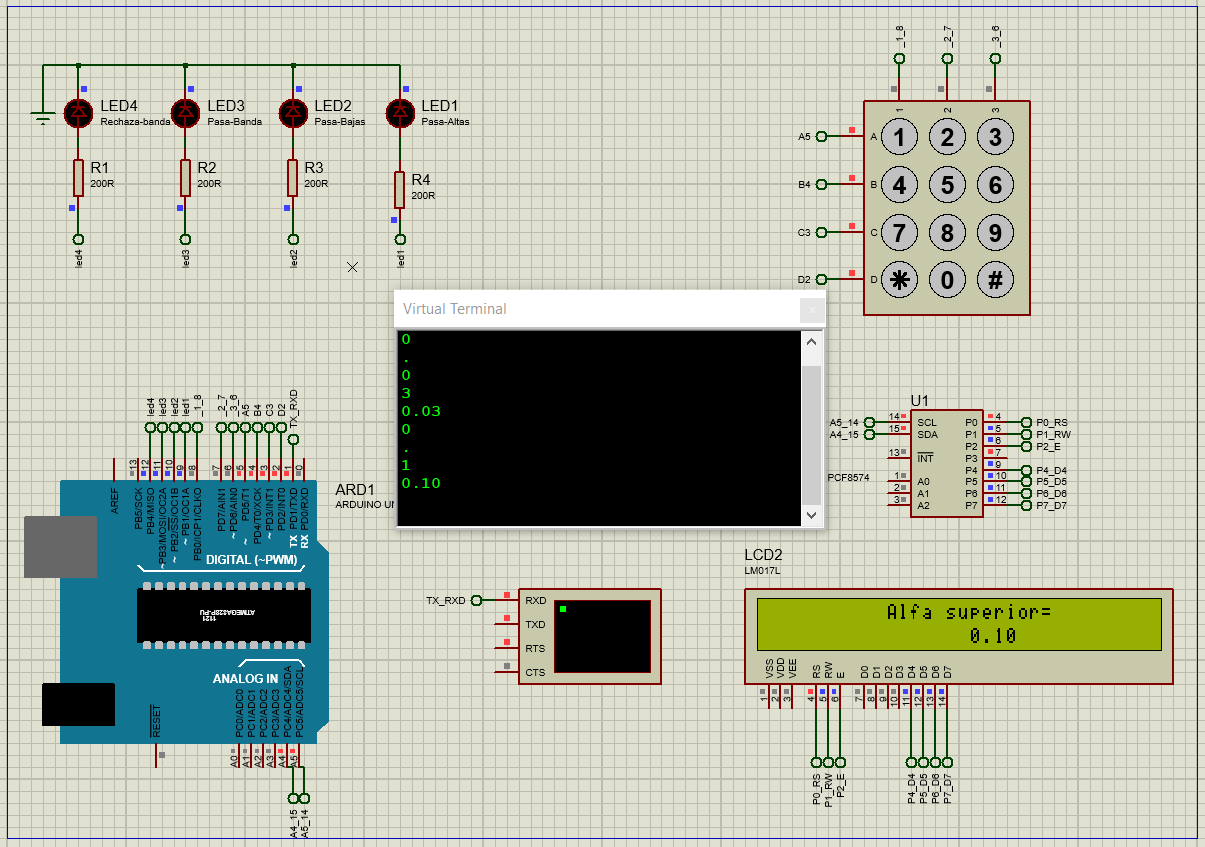 _1_8
_2_7
_3_6
LED4
Rechaza-banda
LED3
Pasa-Banda
LED2
Pasa-Bajas
LED1
Pasa-Altas
R1
200R
R2
200R
R3
200R
R4
200R
led4
led3
led2
led1
1
2
3
A5
A
1 2 3
B4
B
4 5 6
C3
C
7 8 9
D2
D
* 0 #
Virtual Terminal
0
.
0
3
0.03
0
.
1
0.10
led4
led3
led2
led1
_1_8
_2_7
_3_6
A5
B4
C3
D2
TX_RXD
13
12
11
10
9
8
7
6
5
4
3
2
1
0
ARD1
AREF
PB5/SCK
PB4/MISO
~PB3/MOSI/OC2A
~PB2/SS/OC1B
~PB1/OC1A
PB0/ICP1/CLKO
PD7/AIN1
~PD6/AIN0
~PD5/T1
PD4/T0/XCK
~PD3/INT1
PD2/INT0
TX PD1/TXD
RX PD0/RXD
DIGITAL (~PWM)
ATMEGA328P-PU
1121
ANALOG IN
RESET
PC0/ADC0
PC1/ADC1
PC2/ADC2
PC3/ADC3
PC4/ADC4/SDA
PC5/ADC5/SCL
A0
A1
A2
A3
A4
A5
A4_15
A5_14
U1
A5_14
14
SCL
P0
4
P0_RS
A4_15
15
SDA
P1
5
P1_RW
P2
6
P2_E
13
INT
P3
7
P4
9
P4_D4
PCF8574
1
A0
P5
10
P5_D5
2
A1
P6
11
P6_D6
3
A2
P7
12
P7_D7
TX_RXD
RXD
TXD
RTS
CTS
LCD2
LM017L
Alfa superior=
0.10
VSS
VDD
VEE
RS
RW
E
D0
D1
D2
D3
D4
D5
D6
D7
1
2
3
4
5
6
7
8
9
10
11
12
13
14
P0_RS
P1_RW
P2_E
P4_D4
P5_D5
P6_D6
P7_D7